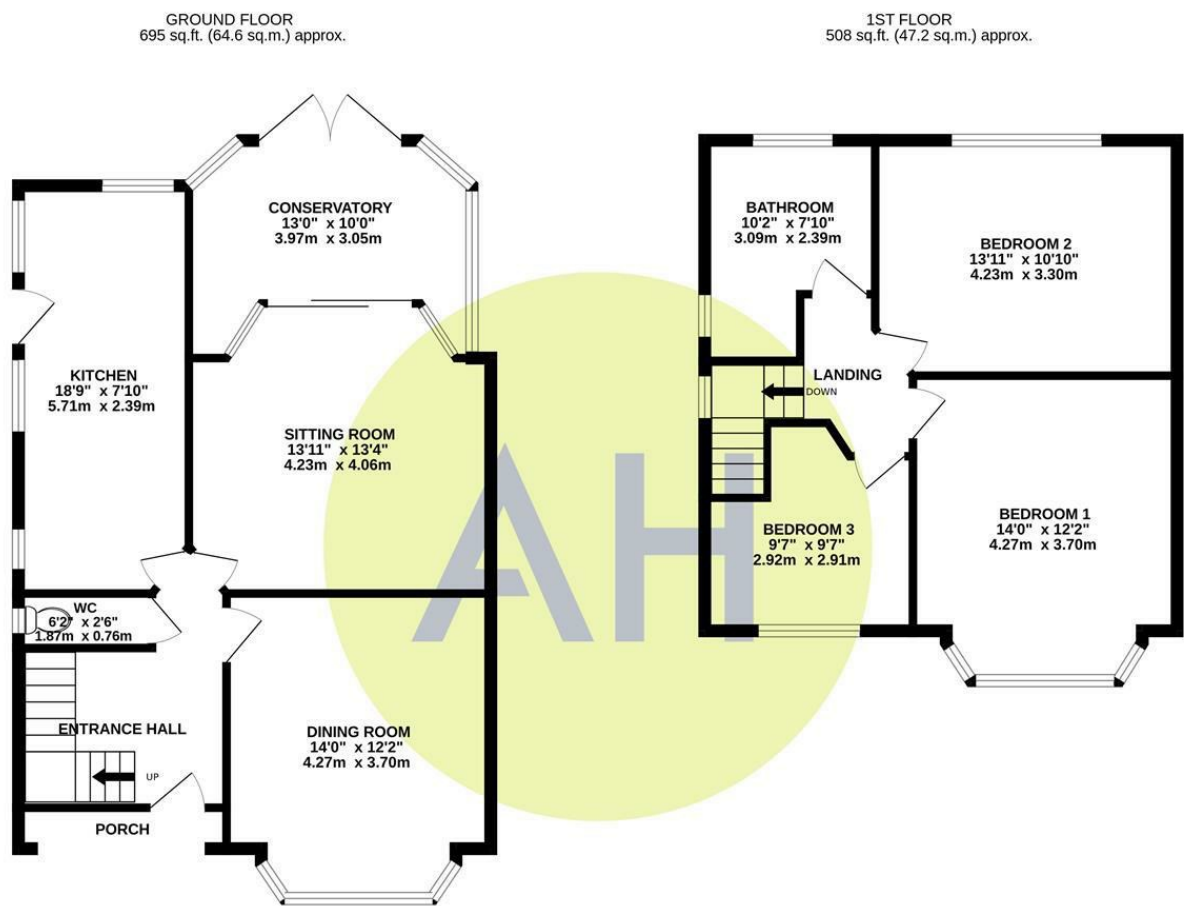 GROUND FLOOR
695 sq.ft. (64.6 sq.m.) approx.
1ST FLOOR
508 sq.ft. (47.2 sq.m.) approx.
CONSERVATORY
13'0" x 10'0"
3.97m x 3.05m
KITCHEN
18'9" x 7'10"
5.71m x 2.39m
SITTING ROOM
13'11" x 13'4"
4.23m x 4.06m
WC
6'2" x 2'6"
1.87m x 0.76m
ENTRANCE HALL
UP
DINING ROOM
14'0" x 12'2"
4.27m x 3.70m
PORCH
BATHROOM
10'2" x 7'10"
3.09m x 2.39m
BEDROOM 2
13'11" x 10'10"
4.23m x 3.30m
LANDING
DOWN
BEDROOM 3
9'7" x 9'7"
2.92m x 2.91m
BEDROOM 1
14'0" x 12'2"
4.27m x 3.70m
AH